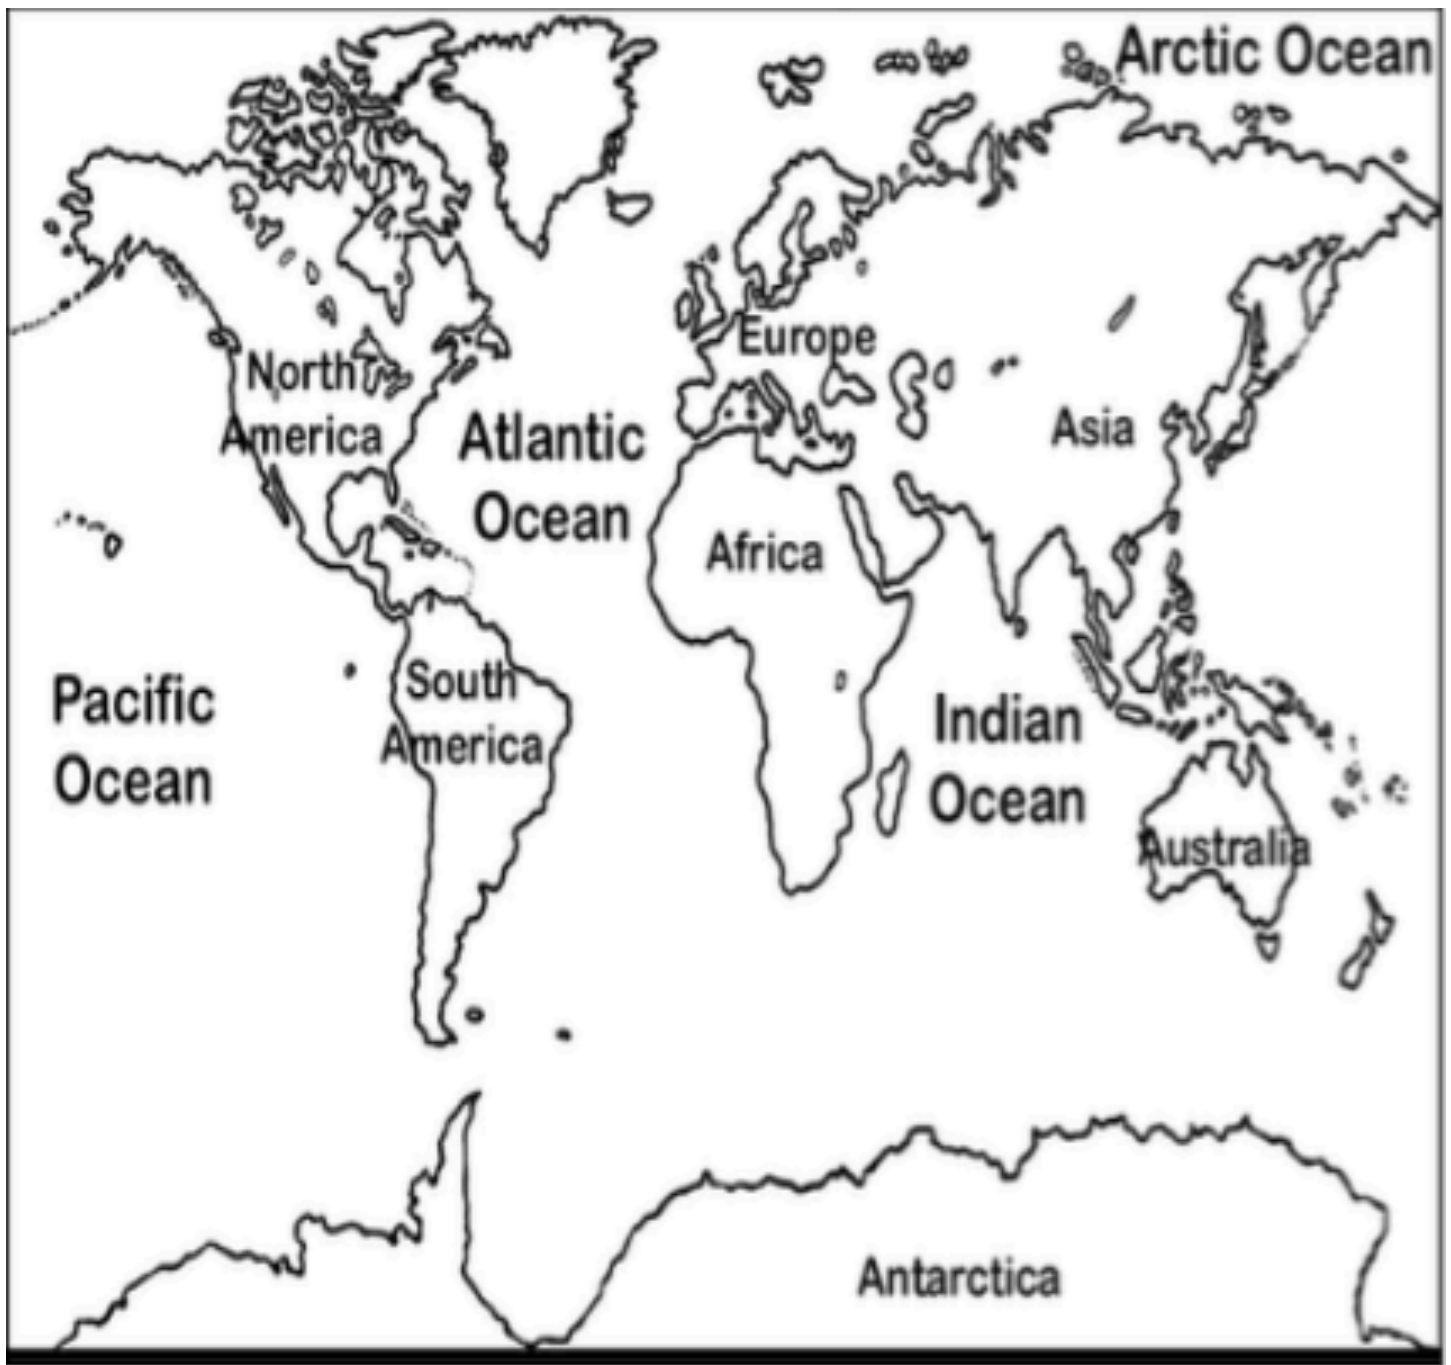 Arctic Ocean
North
America
Europe
Asia
Atlantic
Ocean
Africa
South
America
Pacific
Ocean
Indian
Ocean
Australia
Antarctica